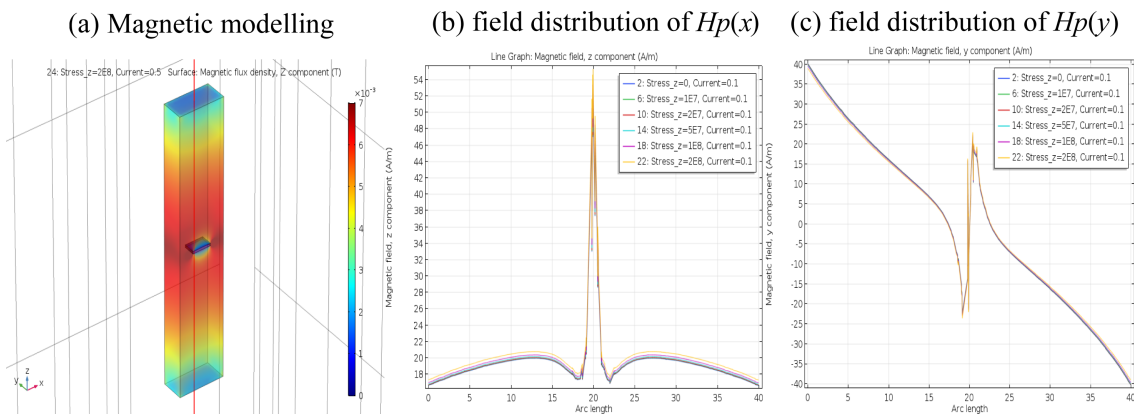 (a) Magnetic modelling
(b) field distribution of Hp(x)
(c) field distribution of Hp(y)
24: Stress_z=2E8, Current=0.5 Surface: Magnetic flux density, Z component (T)
×10⁻³
7
6
5
4
3
2
1
0
z
y
x
Line Graph: Magnetic field, z component (A/m)
Magnetic field, z component (A/m)
54
52
50
48
46
44
42
40
38
36
34
32
30
28
26
24
22
20
18
2: Stress_z=0, Current=0.1
6: Stress_z=1E7, Current=0.1
10: Stress_z=2E7, Current=0.1
14: Stress_z=5E7, Current=0.1
18: Stress_z=1E8, Current=0.1
22: Stress_z=2E8, Current=0.1
0 5 10 15 20 25 30 35 40
Arc length
Line Graph: Magnetic field, y component (A/m)
Magnetic field, y component (A/m)
40
35
30
25
20
15
10
5
0
-5
-10
-15
-20
-25
-30
-35
-40
2: Stress_z=0, Current=0.1
6: Stress_z=1E7, Current=0.1
10: Stress_z=2E7, Current=0.1
14: Stress_z=5E7, Current=0.1
18: Stress_z=1E8, Current=0.1
22: Stress_z=2E8, Current=0.1
0 5 10 15 20 25 30 35 40
Arc length